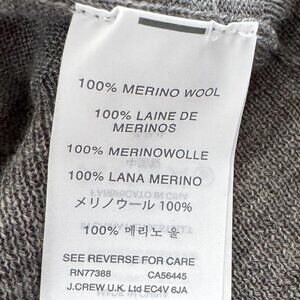 100% MERINO WOOL
100% LAINE DE
MERINOS
100% MERINOWOLLE
100% LANA MERINO
メリノウール 100%
100% 메리노 울
SEE REVERSE FOR CARE
RN77388 CA56445
J.CREW U.K. Ltd EC4V 6JA